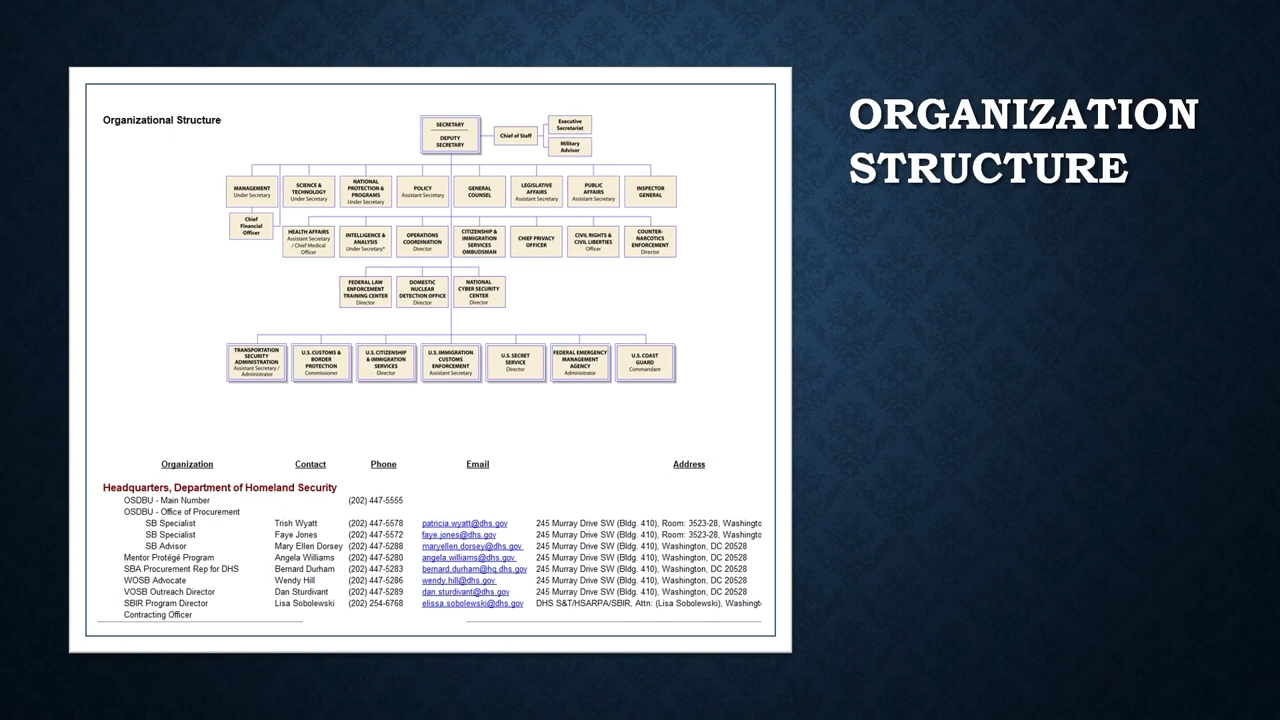 ORGANIZATION
STRUCTURE
Organizational Structure
SECRETARY
DEPUTY
SECRETARY
Chief of Staff
Executive
Secretariat
Military
Advisor
MANAGEMENT
Under Secretary
SCIENCE &
TECHNOLOGY
Under Secretary
NATIONAL
PROTECTION &
PROGRAMS
Under Secretary
POLICY
Assistant Secretary
GENERAL
COUNSEL
LEGISLATIVE
AFFAIRS
Assistant Secretary
PUBLIC
AFFAIRS
Assistant Secretary
INSPECTOR
GENERAL
Chief
Financial
Officer
HEALTH AFFAIRS
Assistant Secretary
/ Chief Medical
Officer
INTELLIGENCE &
ANALYSIS
Under Secretary*
OPERATIONS
COORDINATION
Director
CITIZENSHIP &
IMMIGRATION
SERVICES
OMBUDSMAN
CHIEF PRIVACY
OFFICER
CIVIL RIGHTS &
CIVIL LIBERTIES
Officer
COUNTER-
NARCOTICS
ENFORCEMENT
Director
FEDERAL LAW
ENFORCEMENT
TRAINING CENTER
Director
DOMESTIC
NUCLEAR
DETECTION OFFICE
Director
NATIONAL
CYBER SECURITY
CENTER
Director
TRANSPORTATION
SECURITY
ADMINISTRATION
Assistant Secretary /
Administrator
U.S. CUSTOMS &
BORDER
PROTECTION
Commissioner
U.S. CITIZENSHIP
& IMMIGRATION
SERVICES
Director
U.S. IMMIGRATION
CUSTOMS
ENFORCEMENT
Assistant Secretary
U.S. SECRET
SERVICE
Director
FEDERAL EMERGENCY
MANAGEMENT
AGENCY
Administrator
U.S. COAST
GUARD
Commandant
Organization Contact Phone Email Address
Headquarters, Department of Homeland Security
OSDBU - Main Number (202) 447-5555
OSDBU - Office of Procurement
SB Specialist Trish Wyatt (202) 447-5578 patricia.wyatt@dhs.gov 245 Murray Drive SW (Bldg. 410), Room: 3523-28, Washingto
SB Specialist Faye Jones (202) 447-5572 faye.jones@dhs.gov 245 Murray Drive SW (Bldg. 410), Room: 3523-28, Washingto
SB Advisor Mary Ellen Dorsey (202) 447-5288 maryellen.dorsey@dhs.gov 245 Murray Drive SW (Bldg. 410), Washington, DC 20528
Mentor Protégé Program Angela Williams (202) 447-5280 angela.williams@dhs.gov 245 Murray Drive SW (Bldg. 410), Washington, DC 20528
SBA Procurement Rep for DHS Bernard Durham (202) 447-5283 bernard.durham@hq.dhs.gov 245 Murray Drive SW (Bldg. 410), Washington, DC 20528
WOSB Advocate Wendy Hill (202) 447-5286 wendy.hill@dhs.gov 245 Murray Drive SW (Bldg. 410), Washington, DC 20528
VOSB Outreach Director Dan Sturdivant (202) 447-5289 dan.sturdivant@dhs.gov 245 Murray Drive SW (Bldg. 410), Washington, DC 20528
SBIR Program Director Lisa Sobolewski (202) 254-6768 elissa.sobolewski@dhs.gov DHS S&T/HSARPA/SBIR, Attn: (Lisa Sobolewski), Washingt
Contracting Officer